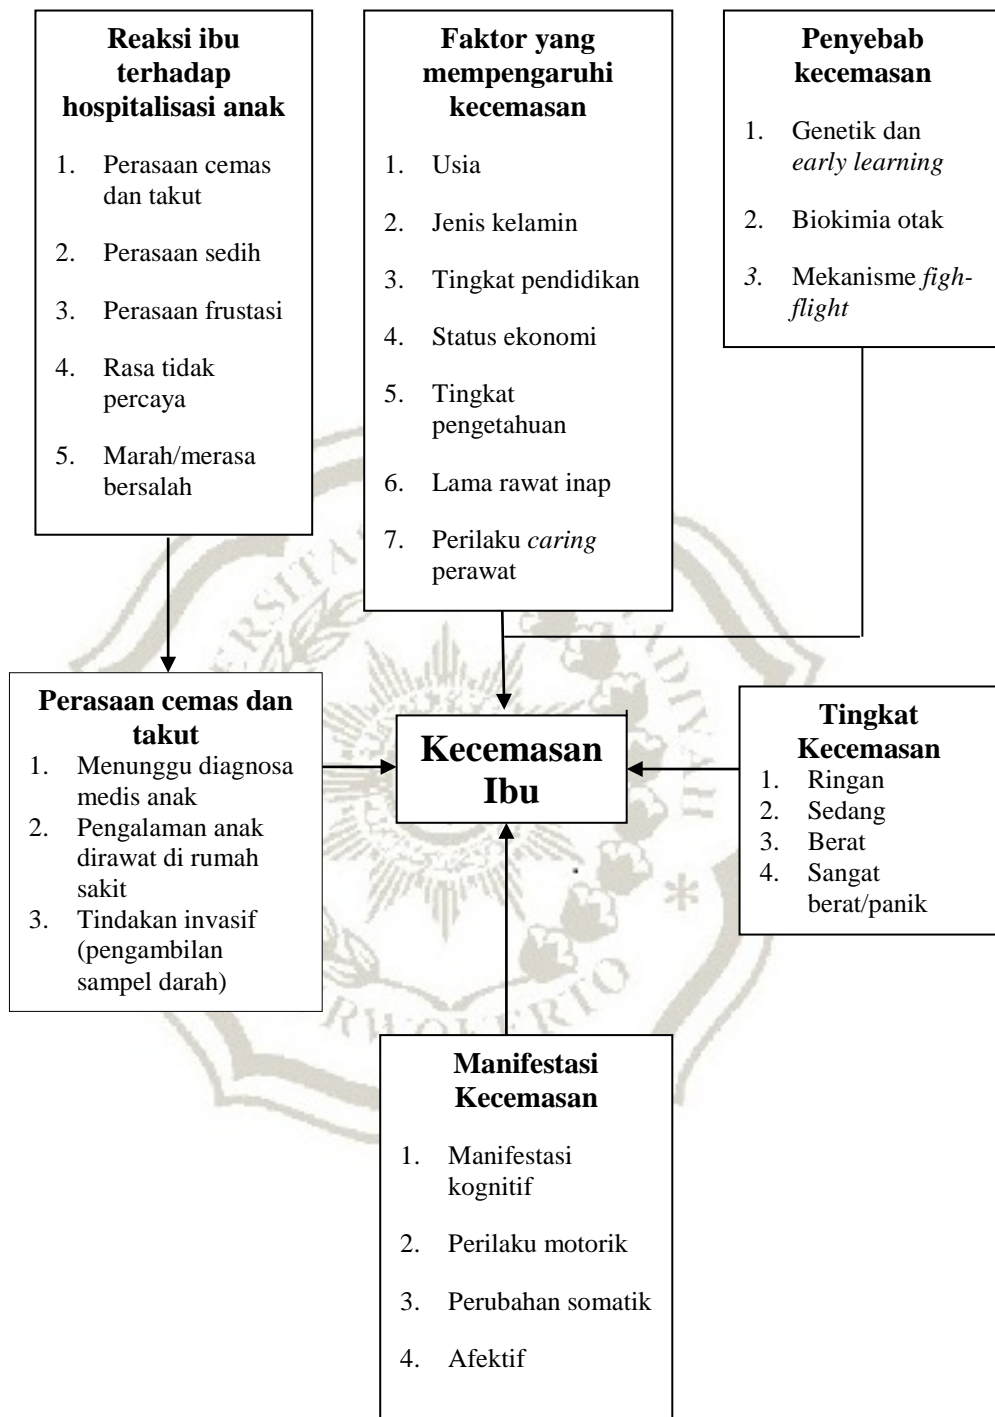 Reaksi ibu
terhadap
hospitalisasi anak
1. Perasaan cemas
dan takut
2. Perasaan sedih
3. Perasaan frustasi
4. Rasa tidak
percaya
5. Marah/merasa
bersalah
Faktor yang
mempengaruhi
kecemasan
1. Usia
2. Jenis kelamin
3. Tingkat pendidikan
4. Status ekonomi
5. Tingkat
pengetahuan
6. Lama rawat inap
7. Perilaku caring
perawat
Penyebab
kecemasan
1. Genetik dan
early learning
2. Biokimia otak
3. Mekanisme figh-
flight
Perasaan cemas dan
takut
1. Menunggu diagnosa
medis anak
2. Pengalaman anak
dirawat di rumah
sakit
3. Tindakan invasif
(pengambilan
sampel darah)
Kecemasan
Ibu
Tingkat
Kecemasan
1. Ringan
2. Sedang
3. Berat
4. Sangat
berat/panik
Manifestasi
Kecemasan
1. Manifestasi
kognitif
2. Perilaku motorik
3. Perubahan somatik
4. Afektif